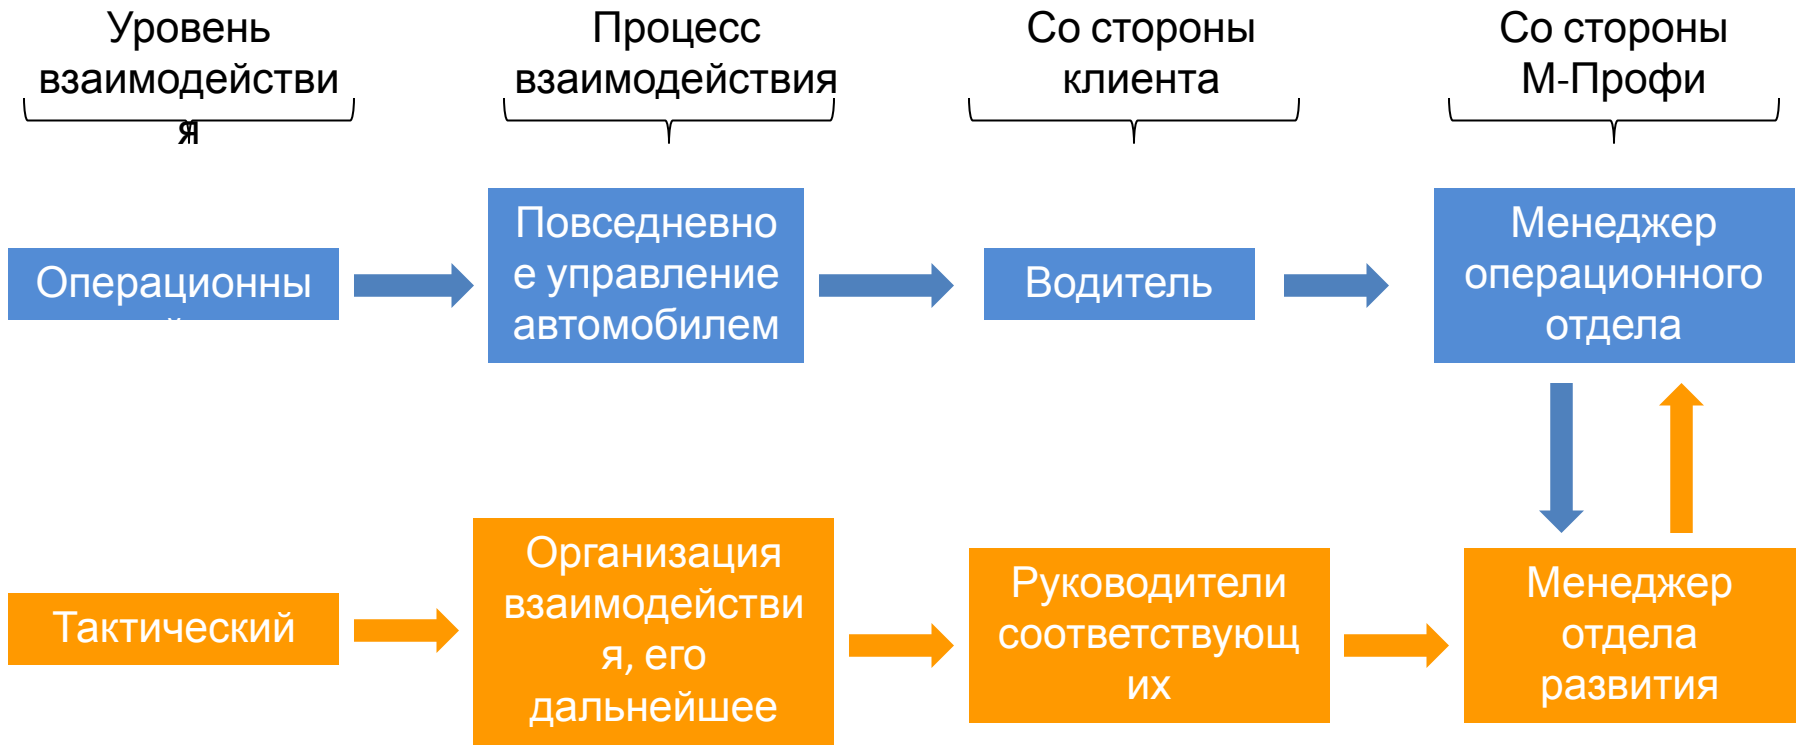 Уровень
взаимодействи
я
Процесс
взаимодействия
Со стороны
клиента
Со стороны
М-Профи
Операционны
й
Повседневно
е управление
автомобилем
Водитель
Менеджер
операционного
отдела
Тактический
Организация
взаимодействи
я, его
дальнейшее
Руководители
соответствующ
их
Менеджер
отдела
развития